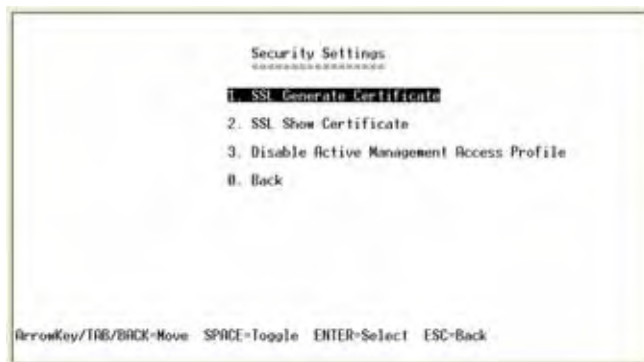 Security Settings
=================
1. SSL Generate Certificate
2. SSL Show Certificate
3. Disable Active Management Access Profile
0. Back
ArrowKey/TAB/BACK=Move SPACE=Toggle ENTER=Select ESC=Back